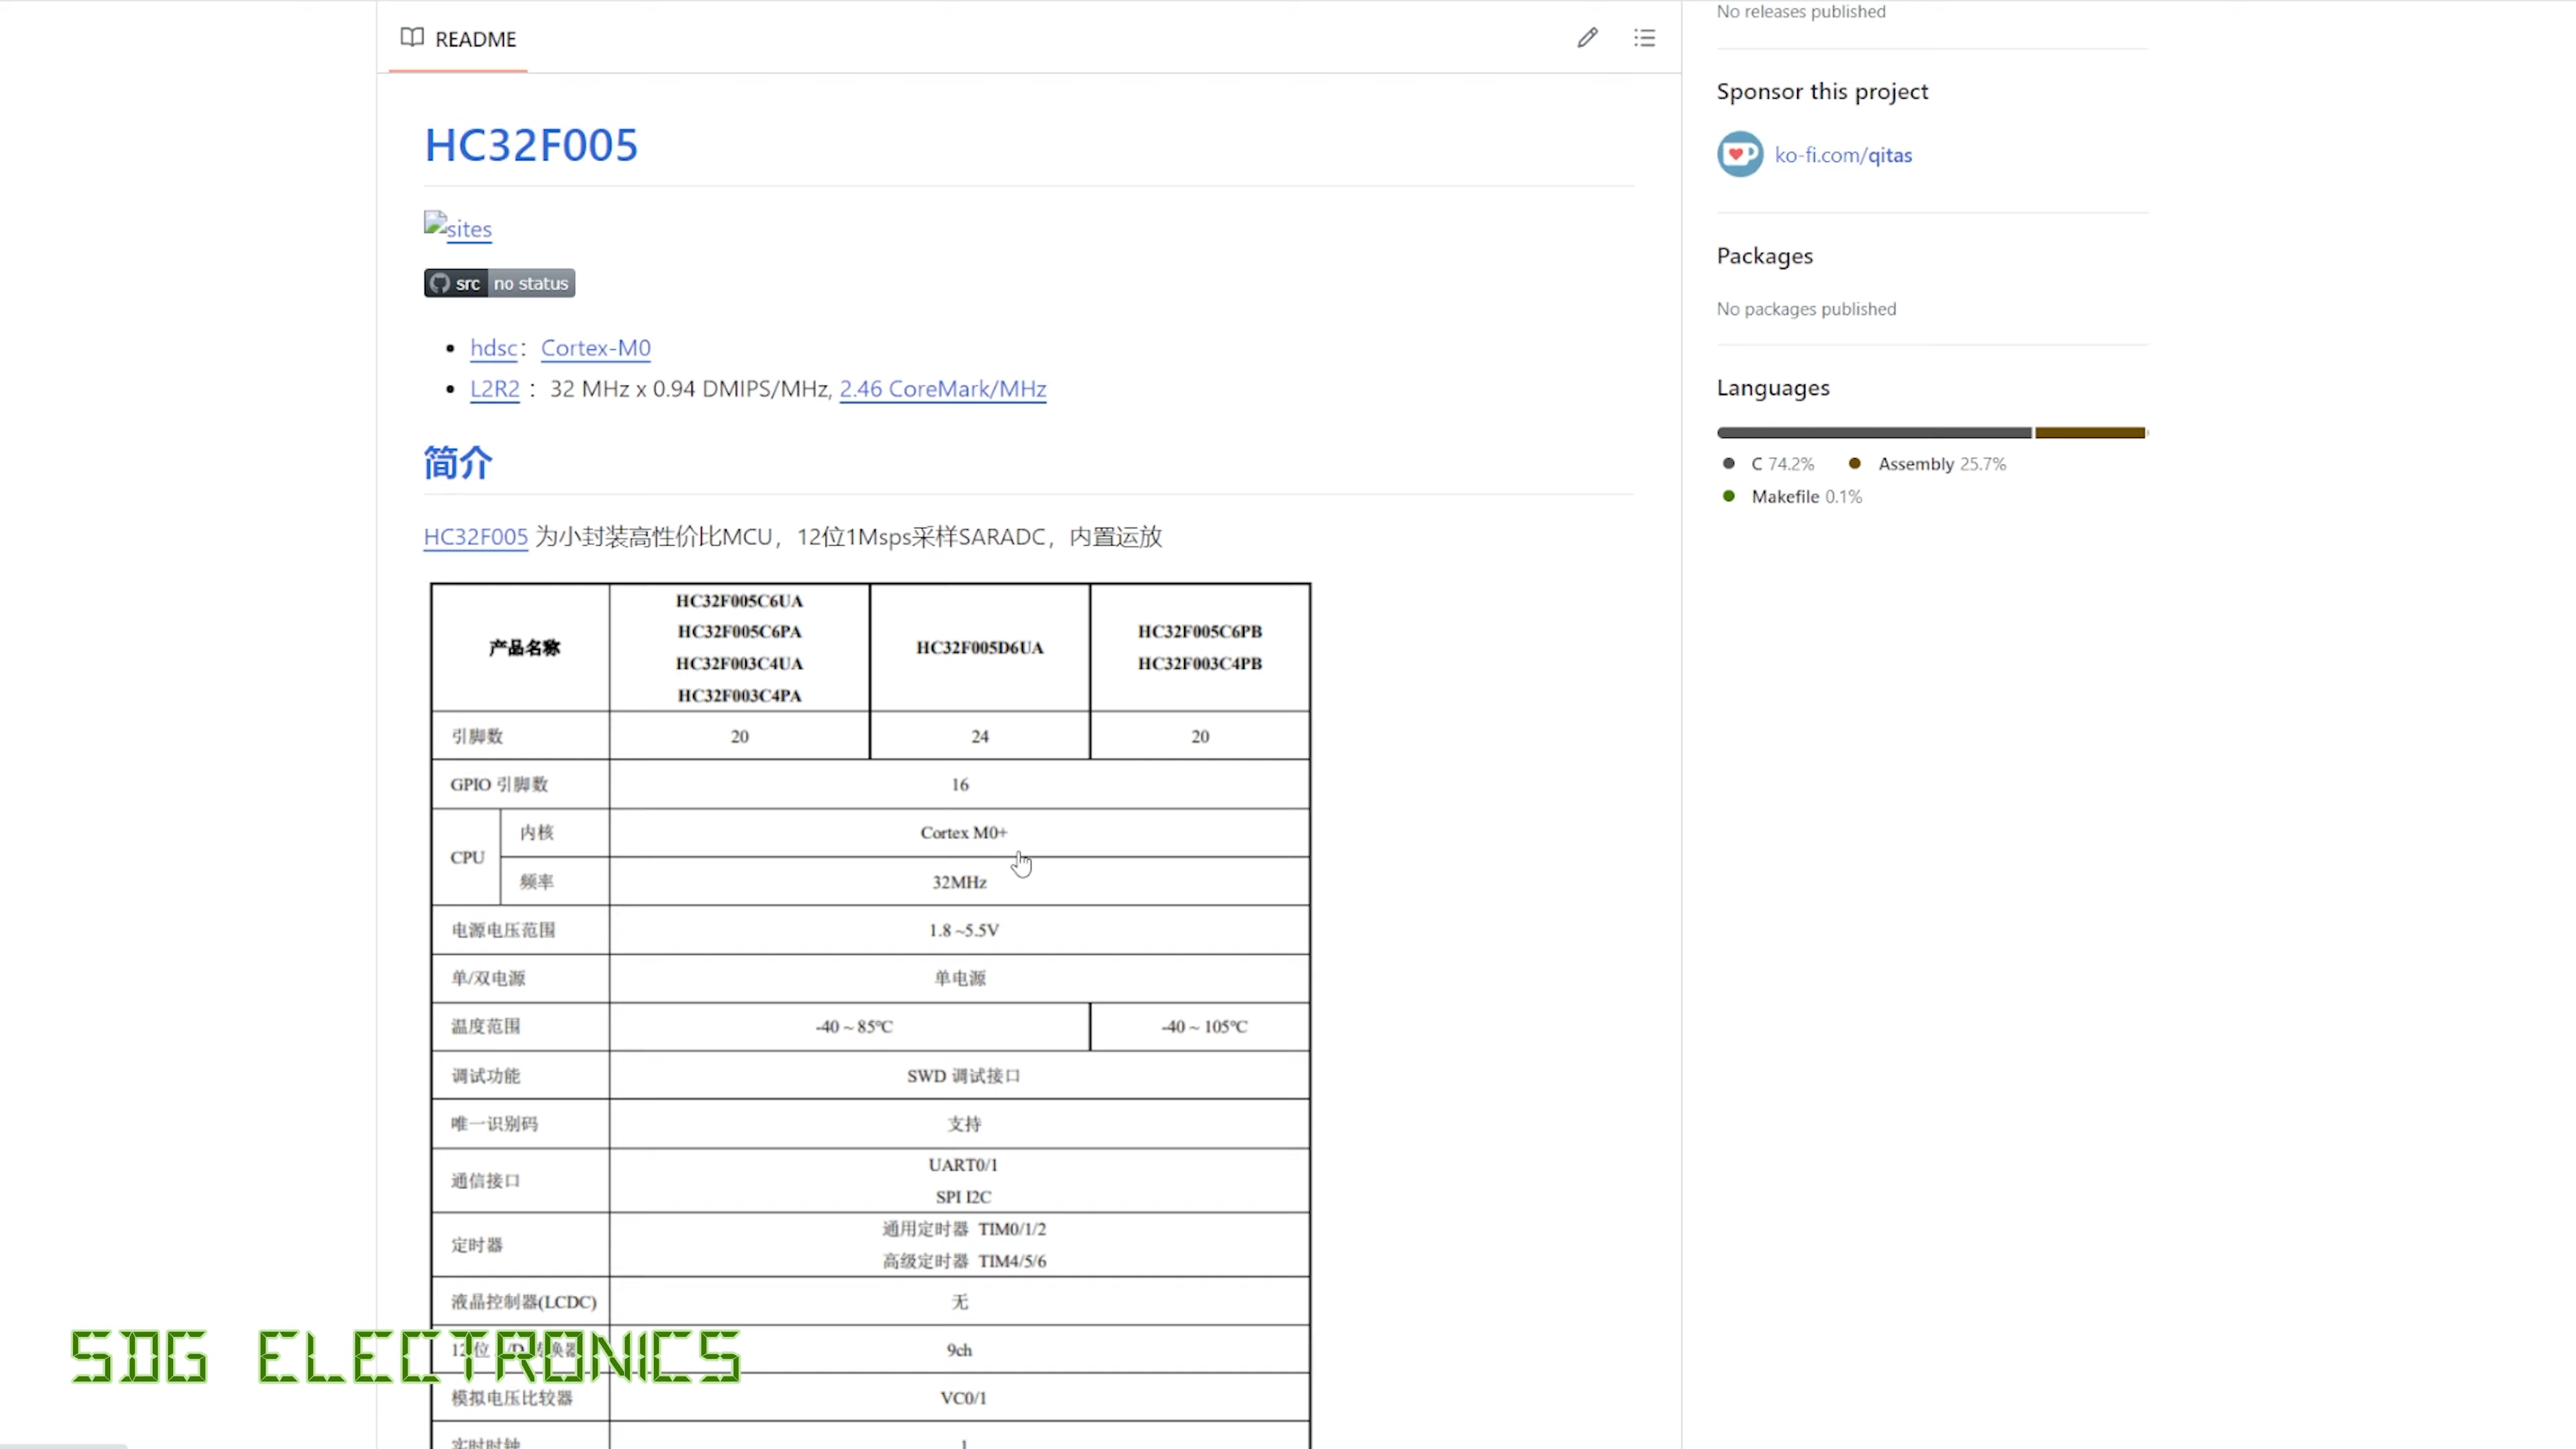 README
HC32F005
sites
src no status
hdsc： Cortex-M0
L2R2 ：32 MHz x 0.94 DMIPS/MHz, 2.46 CoreMark/MHz
简介
HC32F005 为小封装高性价比MCU，12位1Msps采样SARADC，内置运放
产品名称
HC32F005C6UA
HC32F005C6PA
HC32F003C4UA
HC32F003C4PA
HC32F005D6UA
HC32F005C6PB
HC32F003C4PB
引脚数 20 24 20
GPIO 引脚数 16
CPU
内核 Cortex M0+
频率 32MHz
电源电压范围 1.8 ~5.5V
单/双电源 单电源
温度范围 -40 ~ 85℃ -40 ~ 105℃
调试功能 SWD 调试接口
唯一识别码 支持
通信接口
UART0/1
SPI I2C
定时器
通用定时器 TIM0/1/2
高级定时器 TIM4/5/6
液晶控制器(LCDC) 无
9ch
模拟电压比较器 VC0/1
实时时钟 1
No releases published
Sponsor this project
ko-fi.com/qitas
Packages
No packages published
Languages
C 74.2% Assembly 25.7%
Makefile 0.1%
SDG ELECTRONICS